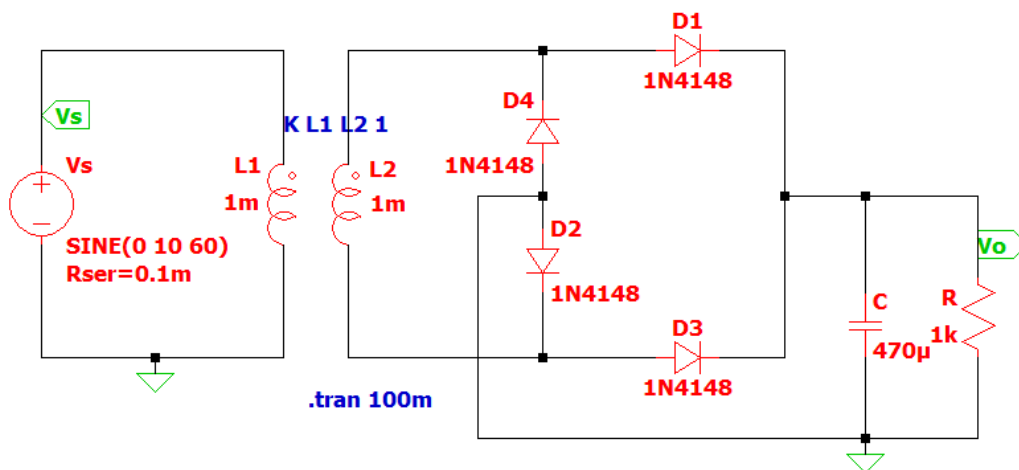 D1
1N4148
Vs
D4
K L1 L2 1
Vs
L1
L2
1N4148
1m
1m
D2
SINE(0 10 60)
Rser=0.1m
1N4148
Vo
C
R
1k
470µ
D3
1N4148
.tran 100m